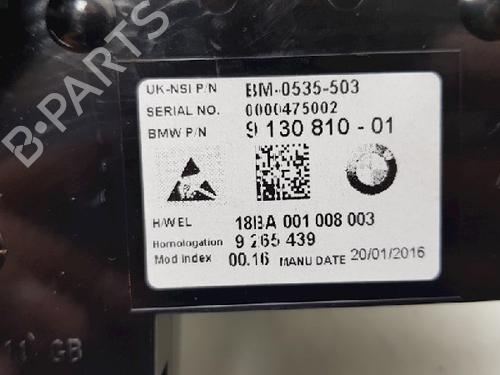 B-PARTS
UK-NSI P/N BM-0535-503
SERIAL NO. 0000475002
BMW P/N 9 130 810 - 01
H/WEL 18BA 001 008 003
Homologation 9 265 439
Mod index 00.16 MANU DATE 20/01/2016
GB